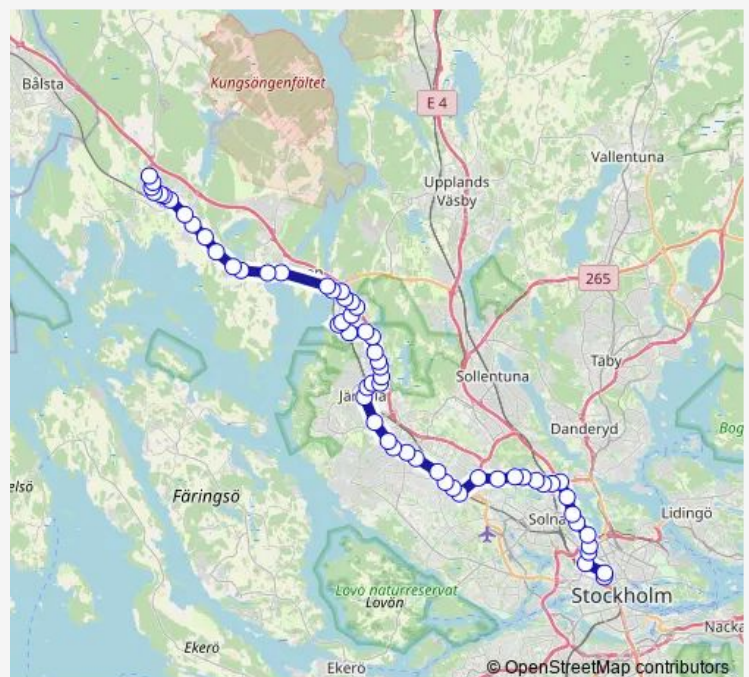 Bålsta
Kungsängenfältet
E 4
Vallentuna
Upplands
Väsby
265
Täby
Sollentuna
Danderyd
Färingsö
Solna
Lidingö
Lovö naturreservat
Lovön
Stockholm
Nacka
Ekerö
Ekerö
© OpenStreetMap contributors